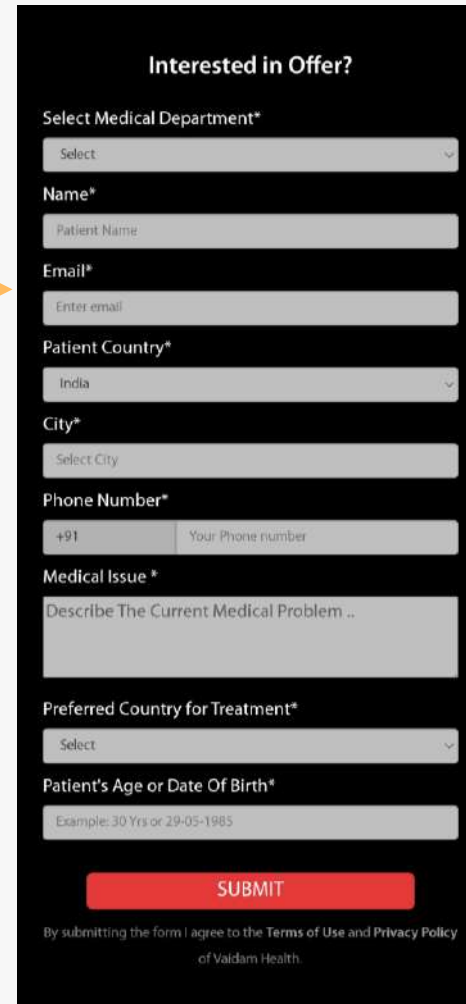 Interested in Offer?
Select Medical Department*
Select
Name*
Patient Name
Email*
Enter email
Patient Country*
India
City*
Select City
Phone Number*
+91 Your Phone number
Medical Issue *
Describe The Current Medical Problem ..
Preferred Country for Treatment*
Select
Patient's Age or Date Of Birth*
Example: 30 Yrs or 29-05-1985
SUBMIT
By submitting the form I agree to the Terms of Use and Privacy Policy
of Vaidam Health.